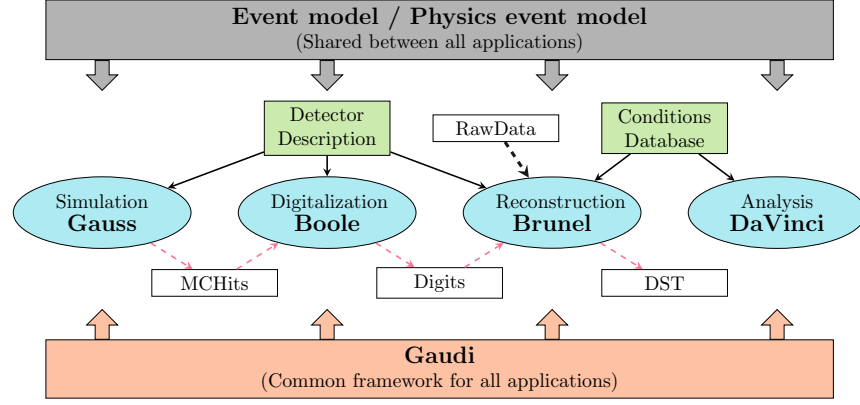 Event model / Physics event model
(Shared between all applications)
Detector
Description
RawData
Conditions
Database
Simulation
Gauss
Digitalization
Boole
Reconstruction
Brunel
Analysis
DaVinci
MCHits
Digits
DST
Gaudi
(Common framework for all applications)